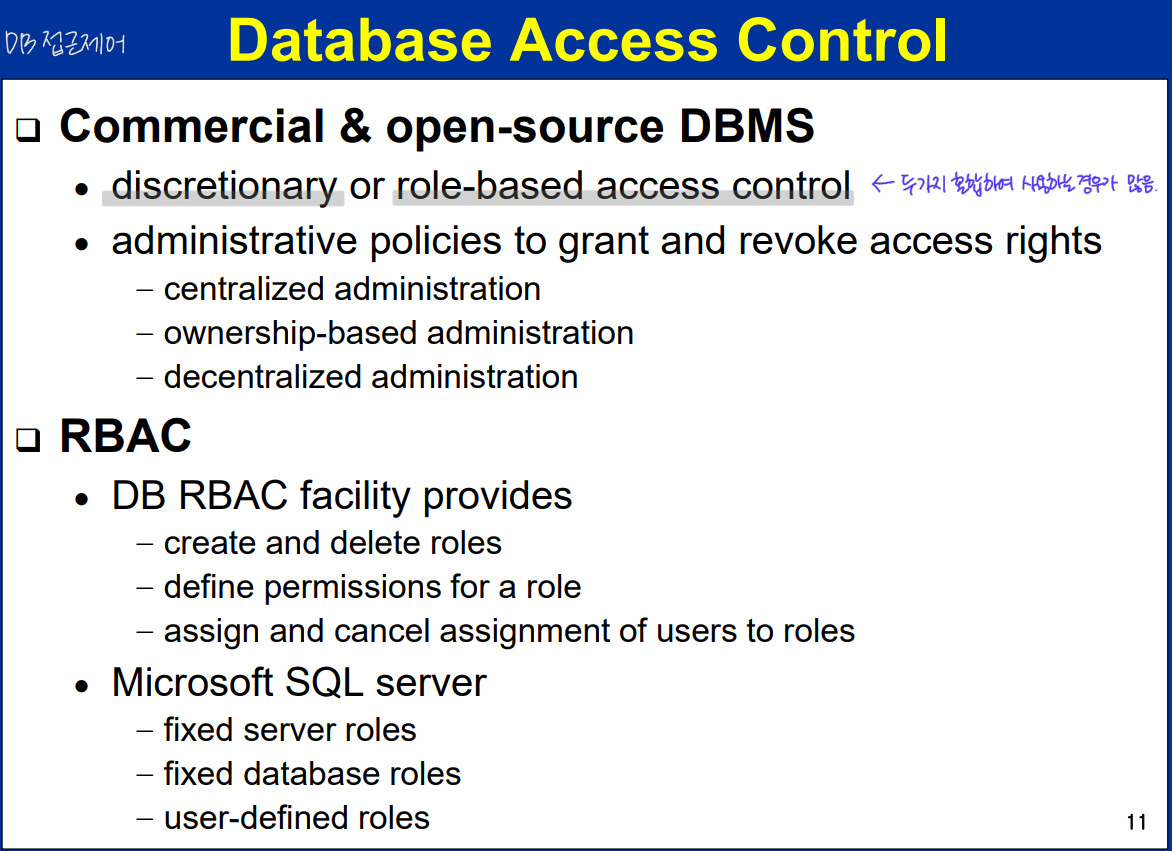 DB 접근제어
Database Access Control
❑ Commercial & open-source DBMS
• discretionary or role-based access control ← 두가지 혼합하여 사용하는 경우가 많음.
• administrative policies to grant and revoke access rights
– centralized administration
– ownership-based administration
– decentralized administration
❑ RBAC
• DB RBAC facility provides
– create and delete roles
– define permissions for a role
– assign and cancel assignment of users to roles
• Microsoft SQL server
– fixed server roles
– fixed database roles
– user-defined roles
11